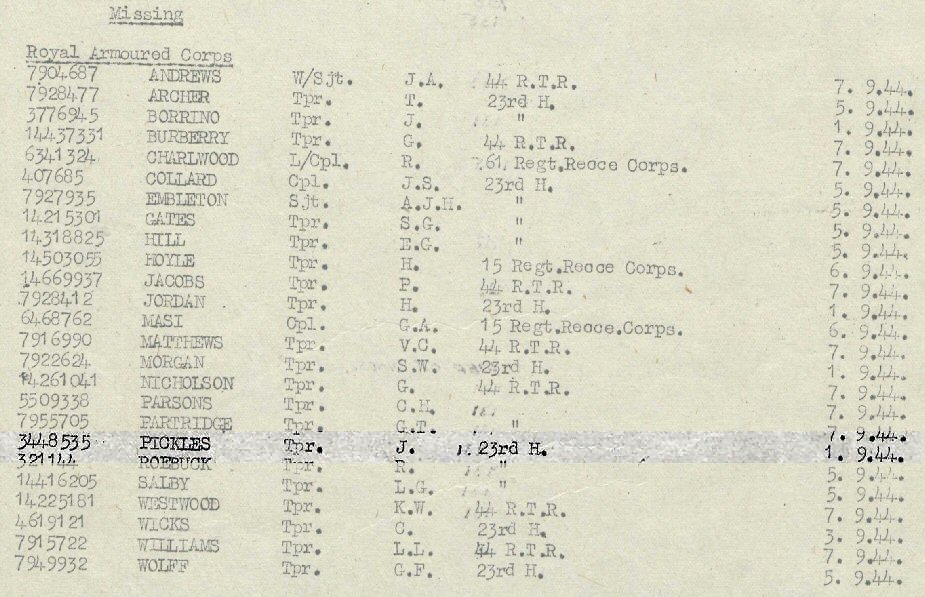 Missing
Royal Armoured Corps
7904687 ANDREWS W/Sjt. J.A. 44 R.T.R. 7. 9.44.
7928477 ARCHER Tpr. T. 23rd H. 5. 9.44.
3776945 BORRINO Tpr. J. " 1. 9.44.
14437331 BURBERRY Tpr. G. 44 R.T.R. 7. 9.44.
6341324 CHARLWOOD L/Cpl. R. 61 Regt.Recce Corps. 7. 9.44.
407685 COLLARD Cpl. J.S. 23rd H. 5. 9.44.
7927935 EMBLETON Sjt. A.J.H. " 5. 9.44.
14215301 GATES Tpr. S.G. " 5. 9.44.
14318825 HILL Tpr. E.G. " 5. 9.44.
14503055 HOYLE Tpr. H. 15 Regt.Recce Corps. 6. 9.44.
14669937 JACOBS Tpr. P. 44 R.T.R. 7. 9.44.
7928412 JORDAN Tpr. H. 23rd H. 1. 9.44.
6468762 MASI Cpl. G.A. 15 Regt.Recce.Corps. 6. 9.44.
7916990 MATTHEWS Tpr. V.C. 44 R.T.R. 7. 9.44.
7922624 MORGAN Tpr. S.W. 23rd H. 1. 9.44.
14261041 NICHOLSON Tpr. G. 44 R.T.R. 7. 9.44.
5509338 PARSONS Tpr. C.H. 7. 9.44.
7955705 PARTRIDGE Tpr. G.T. " 7. 9.44.
3448535 PICKLES Tpr. J. 23rd H. 1. 9.44.
321144 ROEBUCK Tpr. R. " 5. 9.44.
14416205 SALBY Tpr. L.G. " 5. 9.44.
14225181 WESTWOOD Tpr. K.W. 44 R.T.R. 7. 9.44.
4619121 WICKS Tpr. C. 23rd H. 3. 9.44.
7915722 WILLIAMS Tpr. L.L. 44 R.T.R. 7. 9.44.
7949932 WOLFF Tpr. G.F. 23rd H. 5. 9.44.